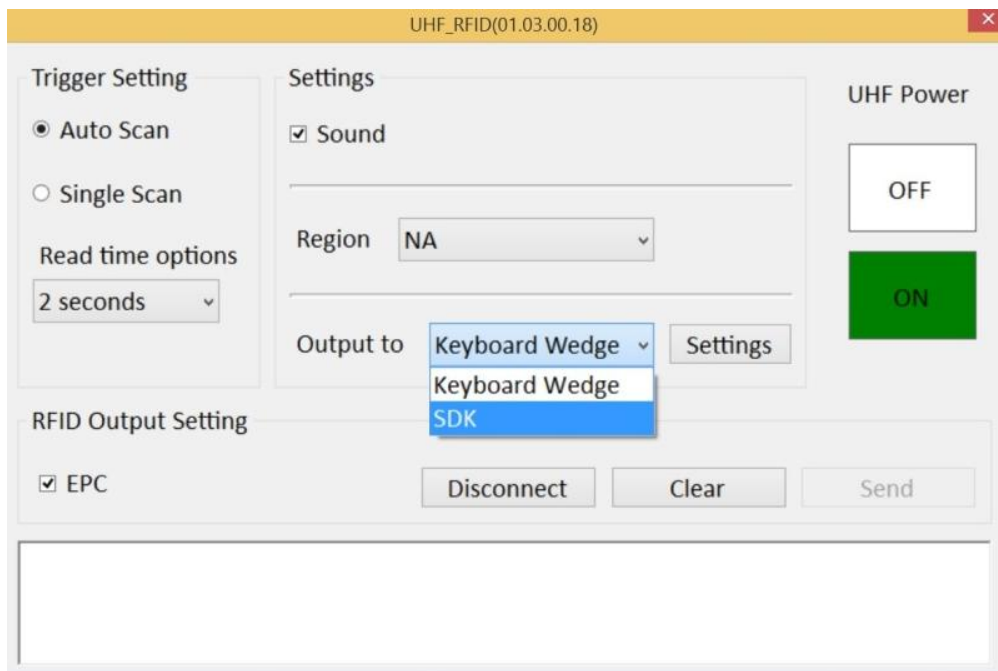 UHF_RFID(01.03.00.18)
Trigger Setting
Auto Scan
Single Scan
Read time options
2 seconds
Settings
Sound
Region NA
Output to Keyboard Wedge Settings
Keyboard Wedge
SDK
UHF Power
OFF
ON
RFID Output Setting
EPC Disconnect Clear Send